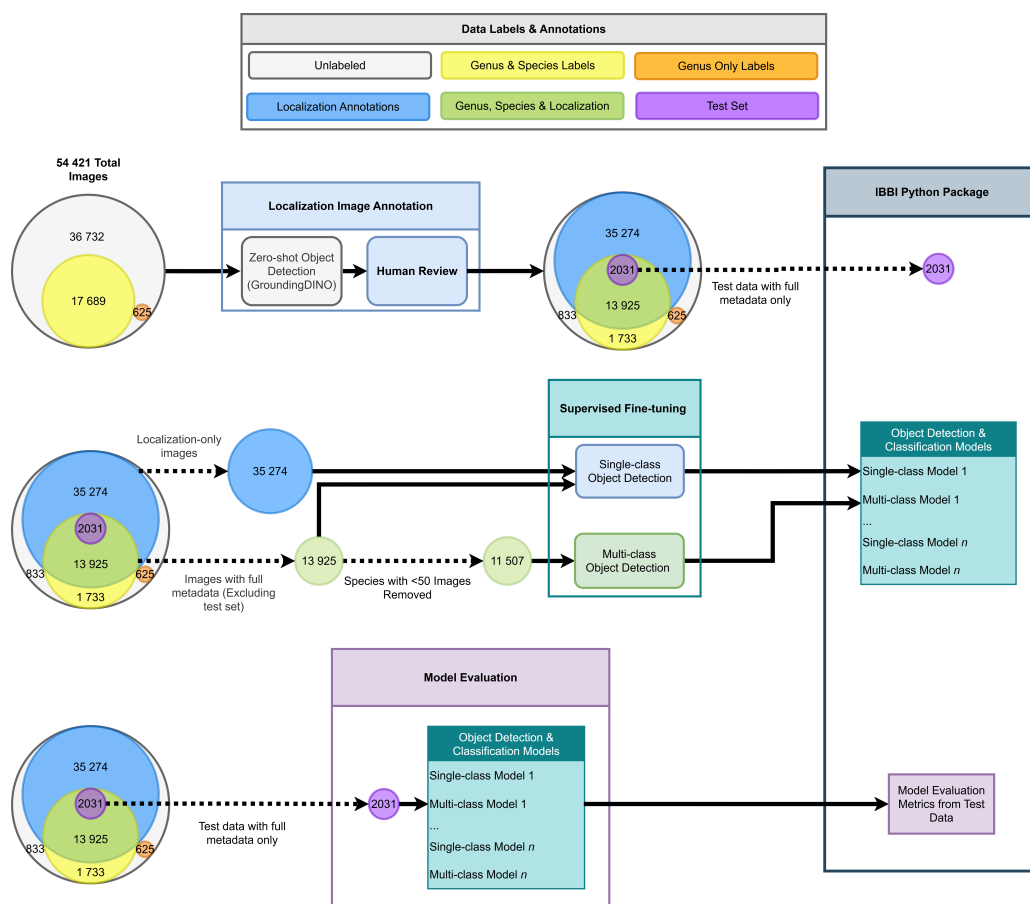 Data Labels & Annotations
Unlabeled
Genus & Species Labels
Genus Only Labels
Localization Annotations
Genus, Species & Localization
Test Set
54 421 Total
Images
36 732
17 689
625
Localization Image Annotation
Zero-shot Object
Detection
(GroundingDINO)
Human Review
35 274
2031
13 925
833
625
1 733
Test data with full
metadata only
IBBI Python Package
2031
Localization-only
images
35 274
35 274
2031
13 925
833
625
1 733
Images with full
metadata (Excluding
test set)
13 925
Species with <50 Images
Removed
11 507
Supervised Fine-tuning
Single-class
Object Detection
Multi-class
Object Detection
Object Detection &
Classification Models
Single-class Model 1
Multi-class Model 1
...
Single-class Model n
Multi-class Model n
Model Evaluation
35 274
2031
13 925
833
625
1 733
Test data with full
metadata only
2031
Object Detection &
Classification Models
Single-class Model 1
Multi-class Model 1
...
Single-class Model n
Multi-class Model n
Model Evaluation
Metrics from Test
Data